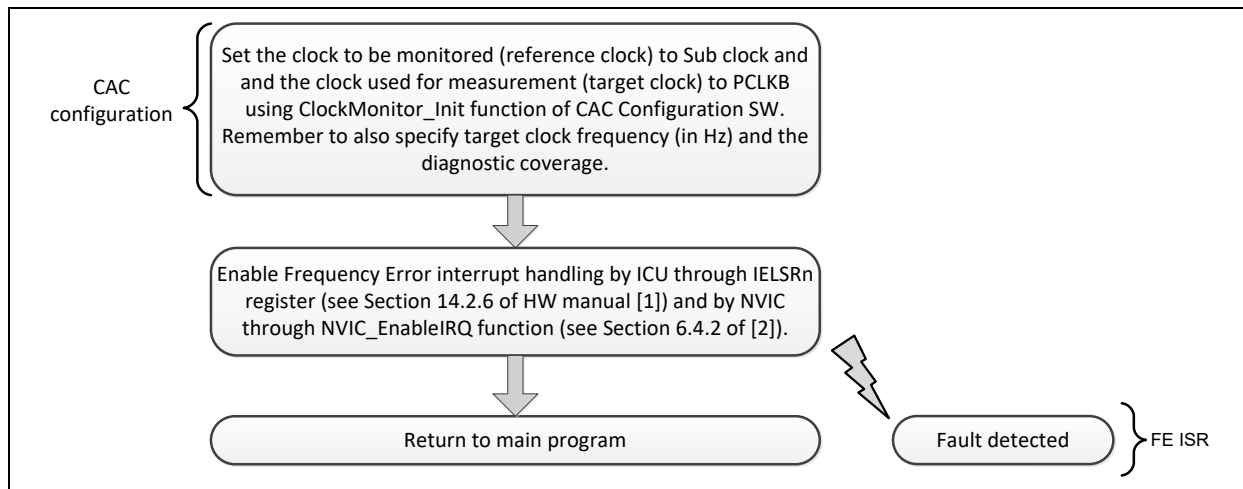 CAC
configuration
Set the clock to be monitored (reference clock) to Sub clock and
and the clock used for measurement (target clock) to PCLKB
using ClockMonitor_Init function of CAC Configuration SW.
Remember to also specify target clock frequency (in Hz) and the
diagnostic coverage.
Enable Frequency Error interrupt handling by ICU through IELSRn
register (see Section 14.2.6 of HW manual [1]) and by NVIC
through NVIC_EnableIRQ function (see Section 6.4.2 of [2]).
Return to main program
Fault detected
FE ISR